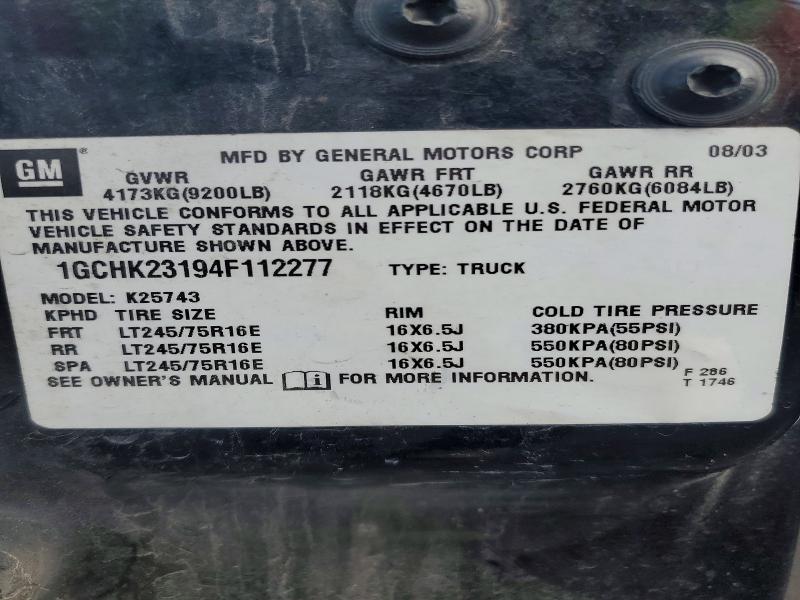 GM ® MFD BY GENERAL MOTORS CORP 08/03
GVWR GAWR FRT GAWR RR
4173KG(9200LB) 2118KG(4670LB) 2760KG(6084LB)
THIS VEHICLE CONFORMS TO ALL APPLICABLE U.S. FEDERAL MOTOR
VEHICLE SAFETY STANDARDS IN EFFECT ON THE DATE OF
MANUFACTURE SHOWN ABOVE.
1GCHK23194F112277 TYPE: TRUCK
MODEL: K25743
KPHD TIRE SIZE RIM COLD TIRE PRESSURE
FRT LT245/75R16E 16X6.5J 380KPA(55PSI)
RR LT245/75R16E 16X6.5J 550KPA(80PSI)
SPA LT245/75R16E 16X6.5J 550KPA(80PSI)
SEE OWNER'S MANUAL i FOR MORE INFORMATION. F 286
T 1746